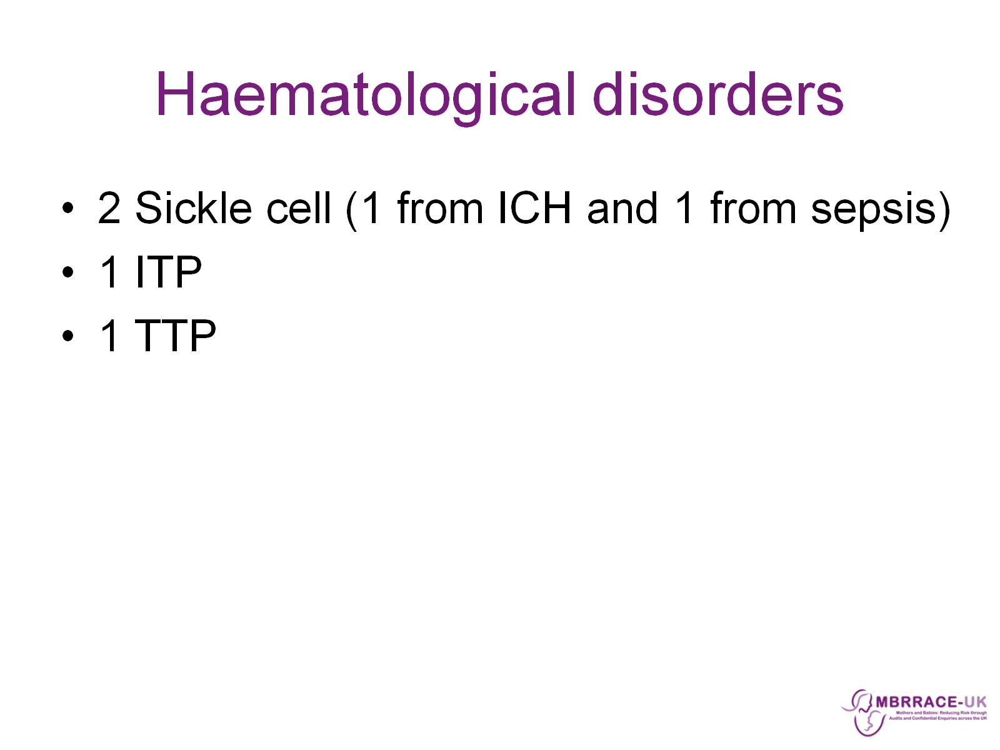 Haematological disorders
• 2 Sickle cell (1 from ICH and 1 from sepsis)
• 1 ITP
• 1 TTP
MBRRACE-UK
Mothers and Babies: Reducing Risk through
Audits and Confidential Enquiries across the UK